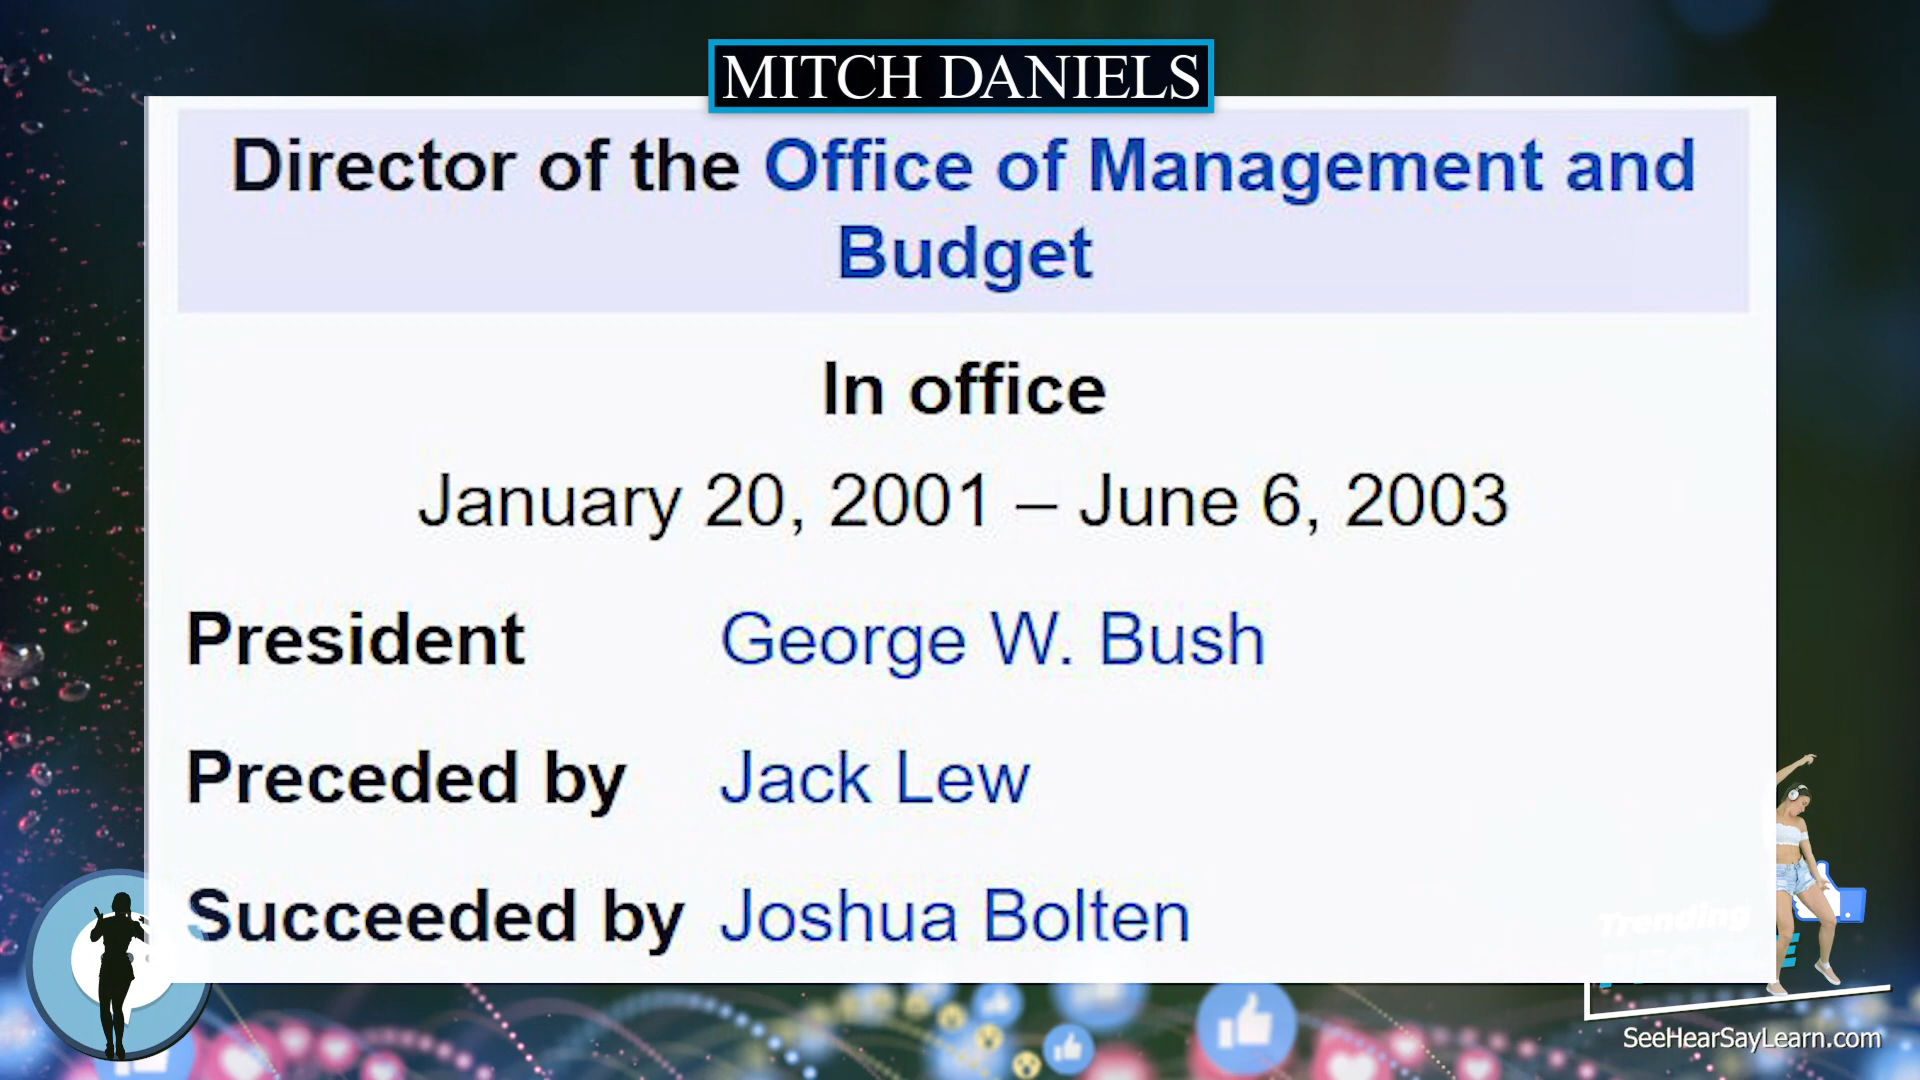 MITCH DANIELS
Director of the Office of Management and
Budget
In office
January 20, 2001 – June 6, 2003
President George W. Bush
Preceded by Jack Lew
Succeeded by Joshua Bolten
Trending
SeeHearSayLearn.com